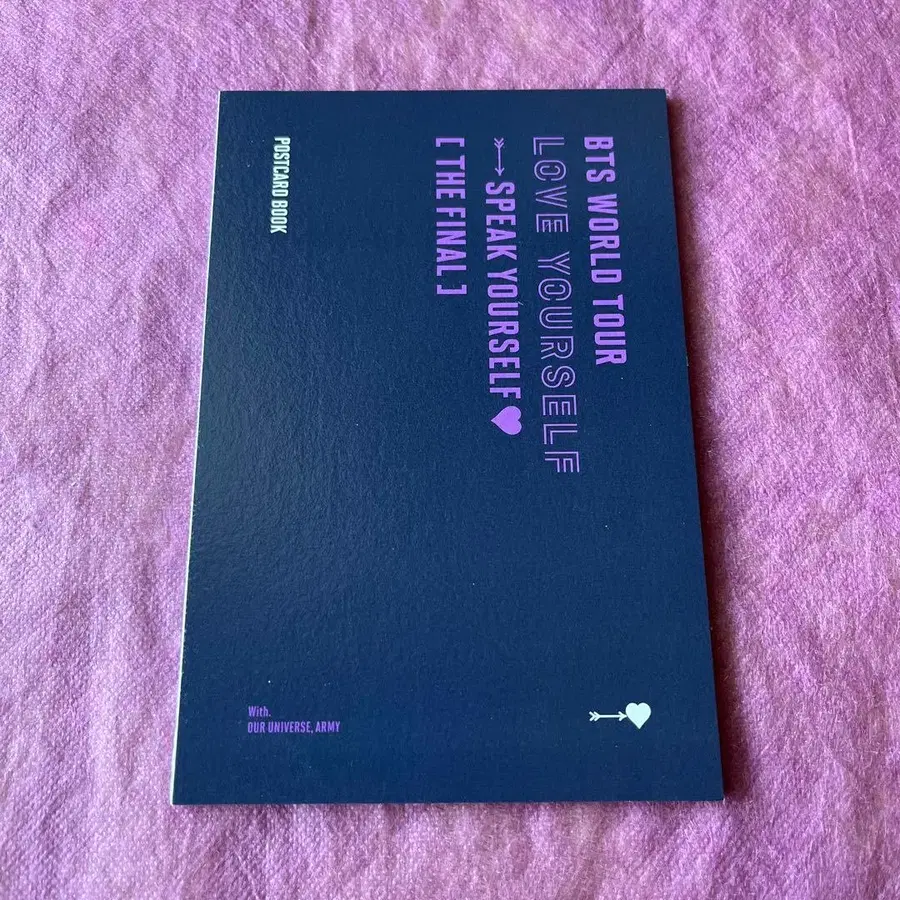 BTS WORLD TOUR
LOVE YOURSELF
SPEAK YOURSELF
[ THE FINAL ]
POSTCARD BOOK
With.
OUR UNIVERSE, ARMY